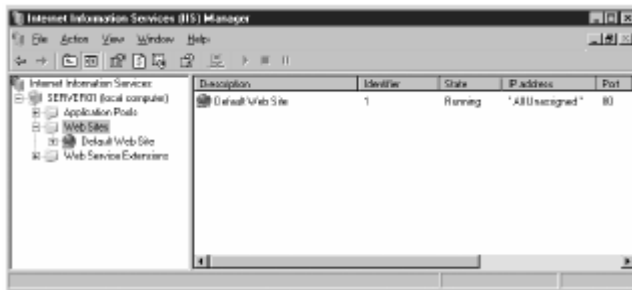 Internet Information Services (IIS) Manager
File Action View Window Help
Internet Information Services
SERVER01 (local computer)
Application Pools
Web Sites
Default Web Site
Web Service Extensions
Description Identifier State IP address Port
Default Web Site 1 Running * All Unassigned * 80